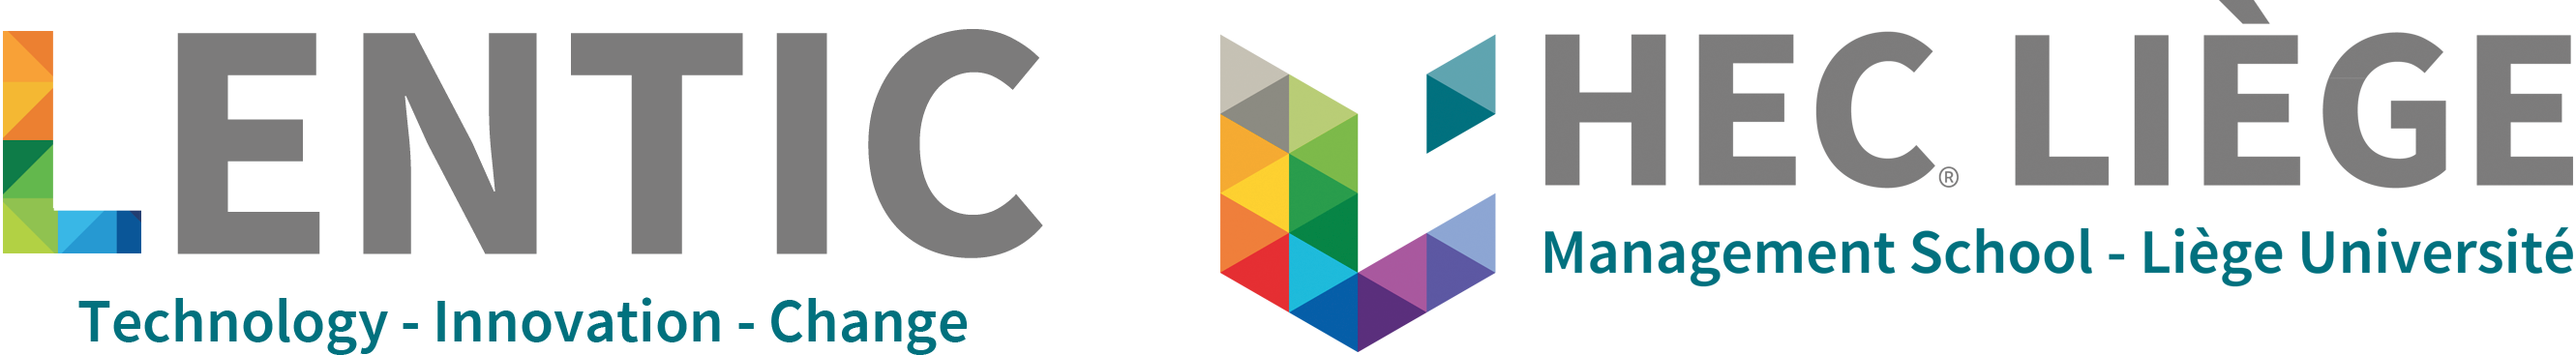 LENTIC
Technology - Innovation - Change
HEC® LIÈGE
Management School - Liège Université